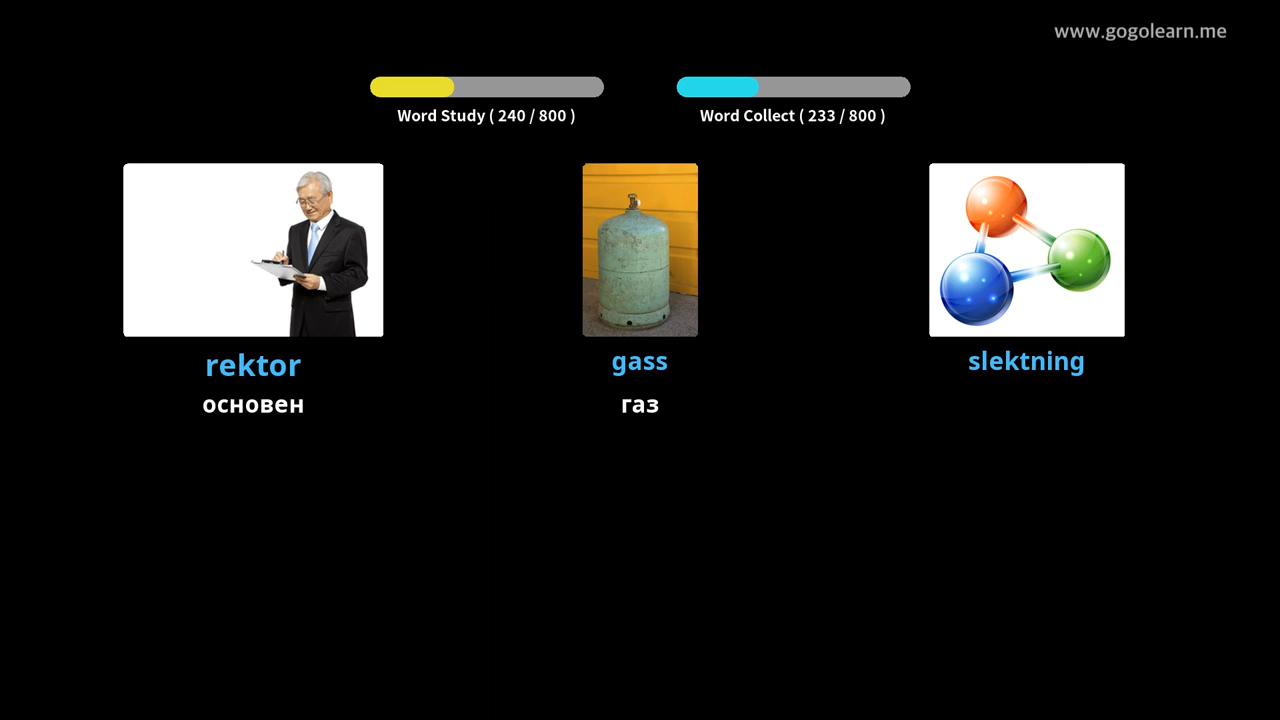 www.gogolearn.me
Word Study ( 240 / 800 )
Word Collect ( 233 / 800 )
rektor
gass
slektning
основен
газ